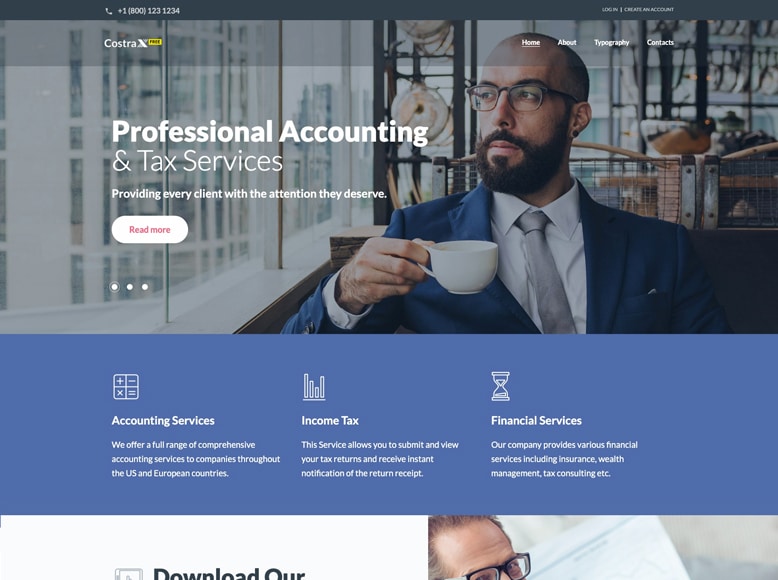 +1 (800) 123 1234
LOG IN | CREATE AN ACCOUNT
CostraX FREE
Home About Typography Contacts
Professional Accounting
& Tax Services
Providing every client with the attention they deserve.
Read more
Accounting Services
We offer a full range of comprehensive
accounting services to companies throughout
the US and European countries.
Income Tax
This Service allows you to submit and view
your tax returns and receive instant
notification of the return receipt.
Financial Services
Our company provides various financial
services including insurance, wealth
management, tax consulting etc.
Download Our